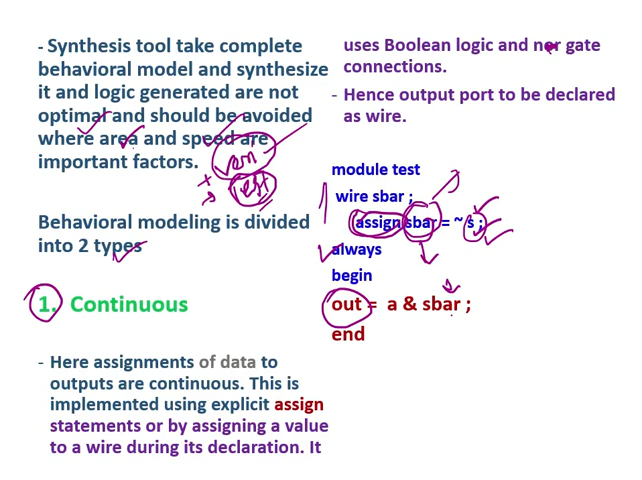 - Synthesis tool take complete
behavioral model and synthesize
it and logic generated are not
optimal and should be avoided
where area and speed are
important factors.
Behavioral modeling is divided
into 2 types
1. Continuous
- Here assignments of data to
outputs are continuous. This is
implemented using explicit assign
statements or by assigning a value
to a wire during its declaration. It
uses Boolean logic and nor gate
connections.
- Hence output port to be declared
as wire.
module test
wire sbar ;
assign sbar = ~ s ;
always
begin
out = a & sbar ;
end